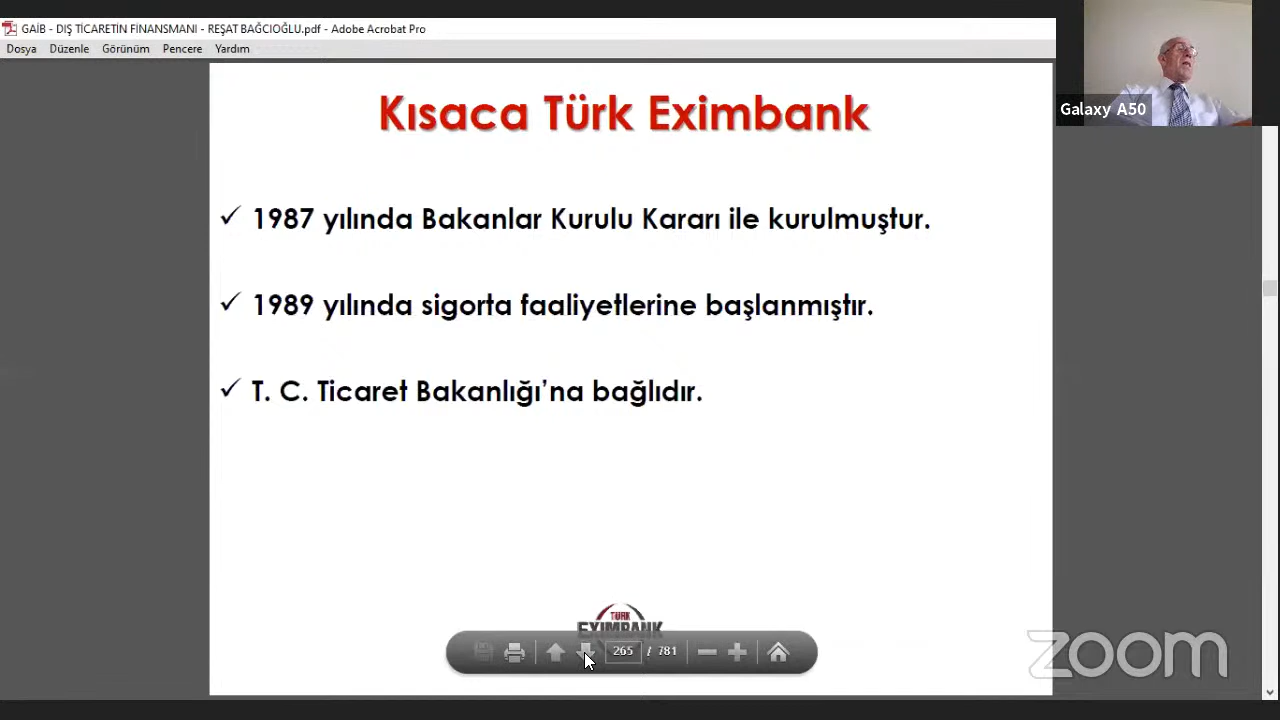 GAİB - DIŞ TİCARETİN FİNANSMANI - REŞAT BAĞCIOĞLU.pdf - Adobe Acrobat Pro
Dosya Düzenle Görünüm Pencere Yardım
Galaxy A50
Kısaca Türk Eximbank
✓ 1987 yılında Bakanlar Kurulu Kararı ile kurulmuştur.
✓ 1989 yılında sigorta faaliyetlerine başlanmıştır.
✓ T. C. Ticaret Bakanlığı’na bağlıdır.
TÜRK
EXIMBANK
265 / 781
zoom